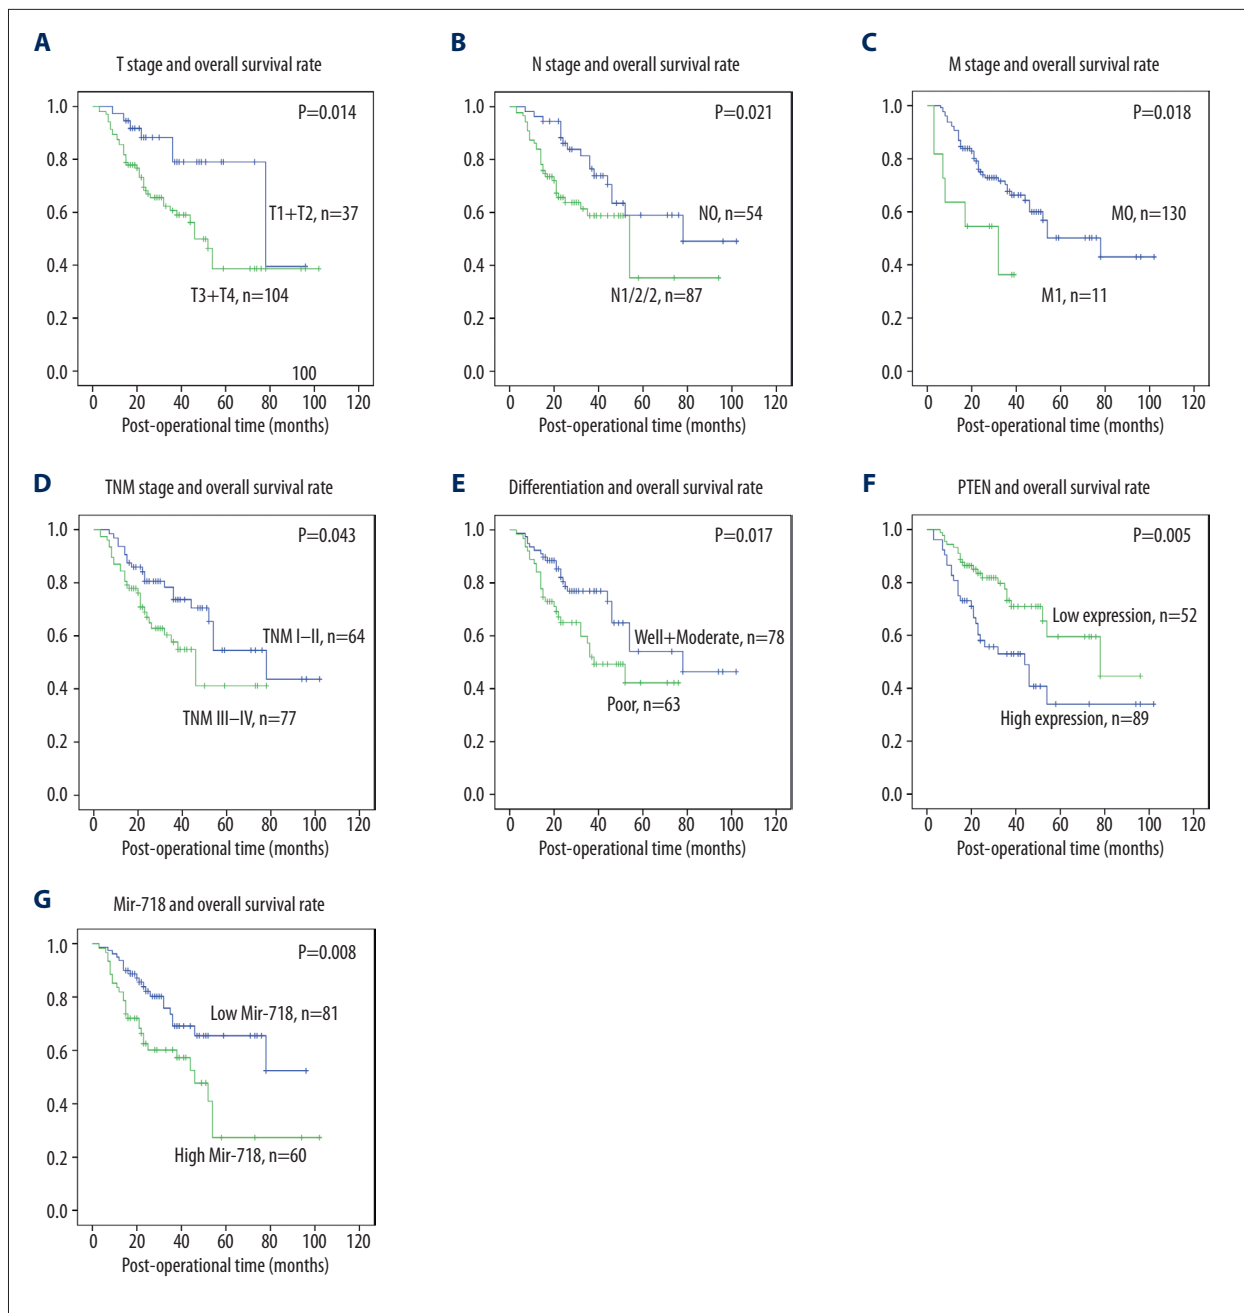 A
T stage and overall survival rate
P=0.014
1.0
0.8
0.6
0.4
0.2
0.0
T1+T2, n=37
T3+T4, n=104
100
0 20 40 60 80 100 120
Post-operational time (months)
B
N stage and overall survival rate
P=0.021
1.0
0.8
0.6
0.4
0.2
0.0
N0, n=54
N1/2/2, n=87
0 20 40 60 80 100 120
Post-operational time (months)
C
M stage and overall survival rate
P=0.018
1.0
0.8
0.6
0.4
0.2
0.0
M0, n=130
M1, n=11
0 20 40 60 80 100 120
Post-operational time (months)
D
TNM stage and overall survival rate
P=0.043
1.0
0.8
0.6
0.4
0.2
0.0
TNM I–II, n=64
TNM III–IV, n=77
0 20 40 60 80 100 120
Post-operational time (months)
E
Differentiation and overall survival rate
P=0.017
1.0
0.8
0.6
0.4
0.2
0.0
Well+Moderate, n=78
Poor, n=63
0 20 40 60 80 100 120
Post-operational time (months)
F
PTEN and overall survival rate
P=0.005
1.0
0.8
0.6
0.4
0.2
0.0
Low expression, n=52
High expression, n=89
0 20 40 60 80 100 120
Post-operational time (months)
G
Mir-718 and overall survival rate
P=0.008
1.0
0.8
0.6
0.4
0.2
0.0
Low Mir-718, n=81
High Mir-718, n=60
0 20 40 60 80 100 120
Post-operational time (months)